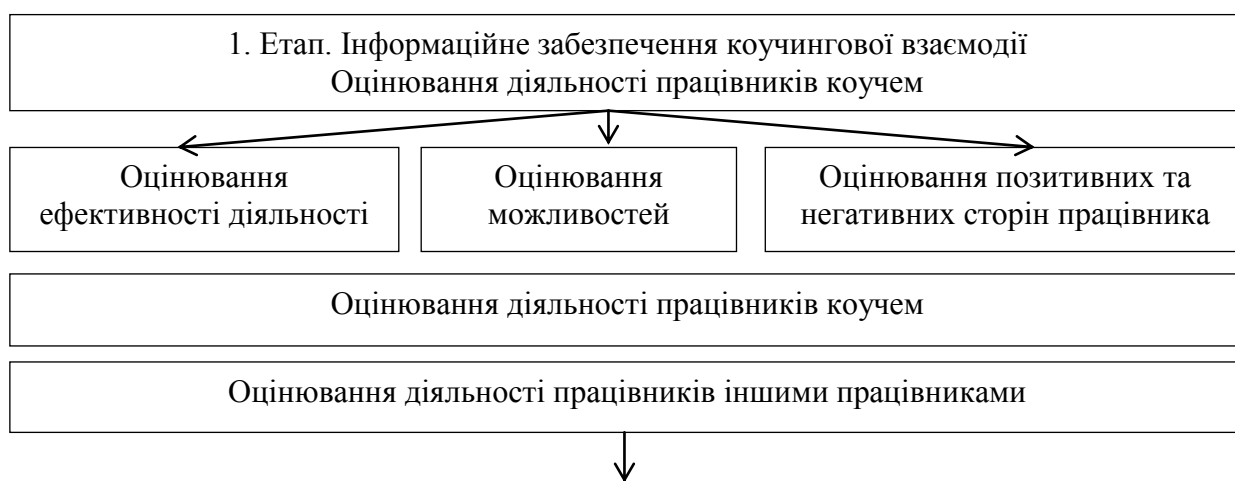 1. Етап. Інформаційне забезпечення коучингової взаємодії
Оцінювання діяльності працівників коучем
Оцінювання
ефективності діяльності
Оцінювання
можливостей
Оцінювання позитивних та
негативних сторін працівника
Оцінювання діяльності працівників коучем
Оцінювання діяльності працівників іншими працівниками